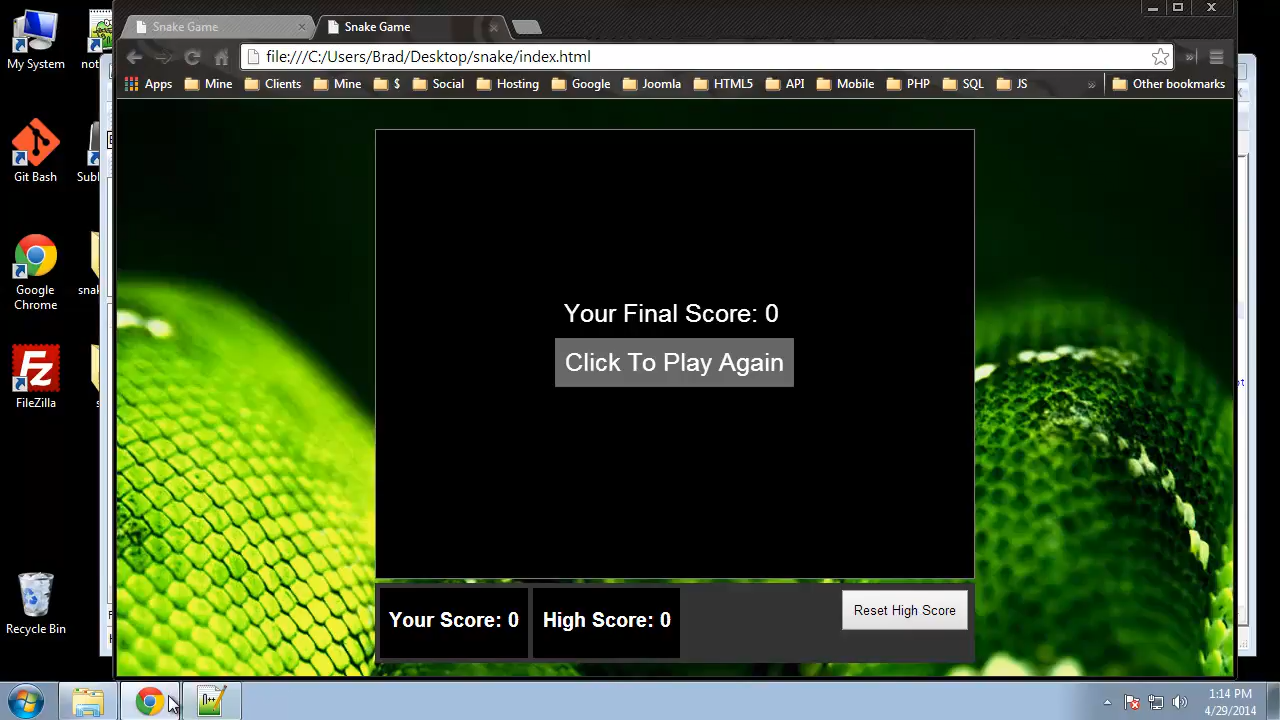 Snake Game
Snake Game
file:///C:/Users/Brad/Desktop/snake/index.html
Apps Mine Clients Mine $ Social Hosting Google Joomla HTML5 API Mobile PHP SQL JS » Other bookmarks
My System
not
Git Bash
Subl
Google
Chrome
snak
FileZilla
s
Recycle Bin
Your Final Score: 0
Click To Play Again
Your Score: 0
High Score: 0
Reset High Score
1:14 PM
4/29/2014